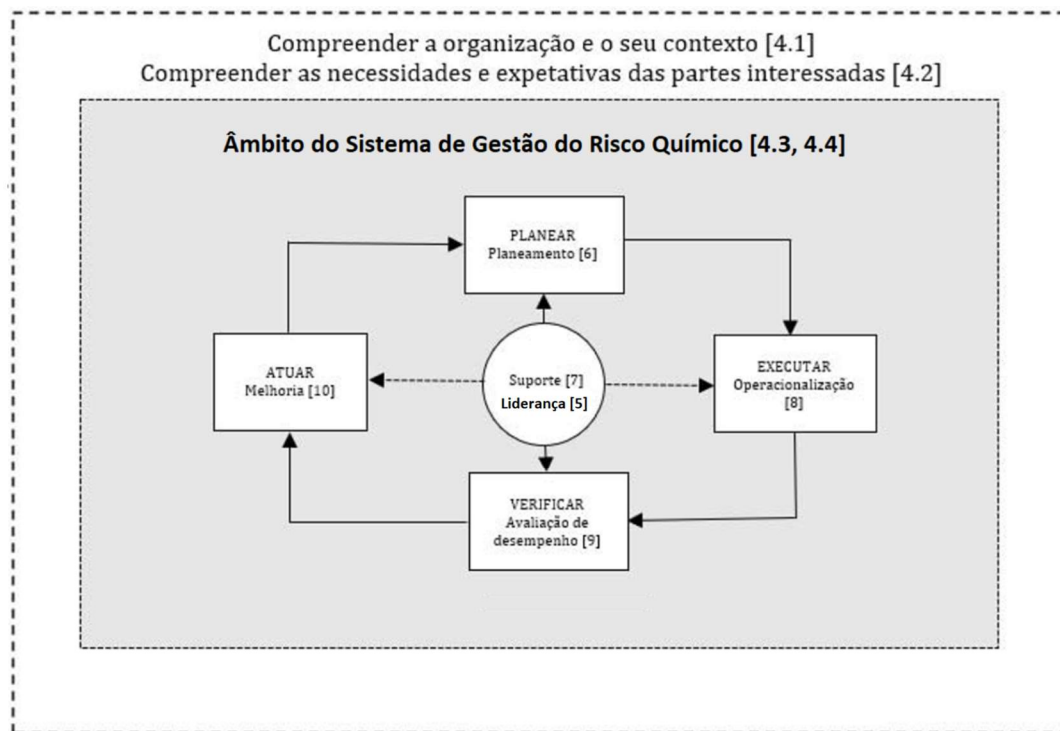 Compreender a organização e o seu contexto [4.1]
Compreender as necessidades e expetativas das partes interessadas [4.2]
Âmbito do Sistema de Gestão do Risco Químico [4.3, 4.4]
PLANEAR
Planeamento [6]
ATUAR
Melhoria [10]
Suporte [7]
Liderança [5]
EXECUTAR
Operacionalização
[8]
VERIFICAR
Avaliação de
desempenho [9]